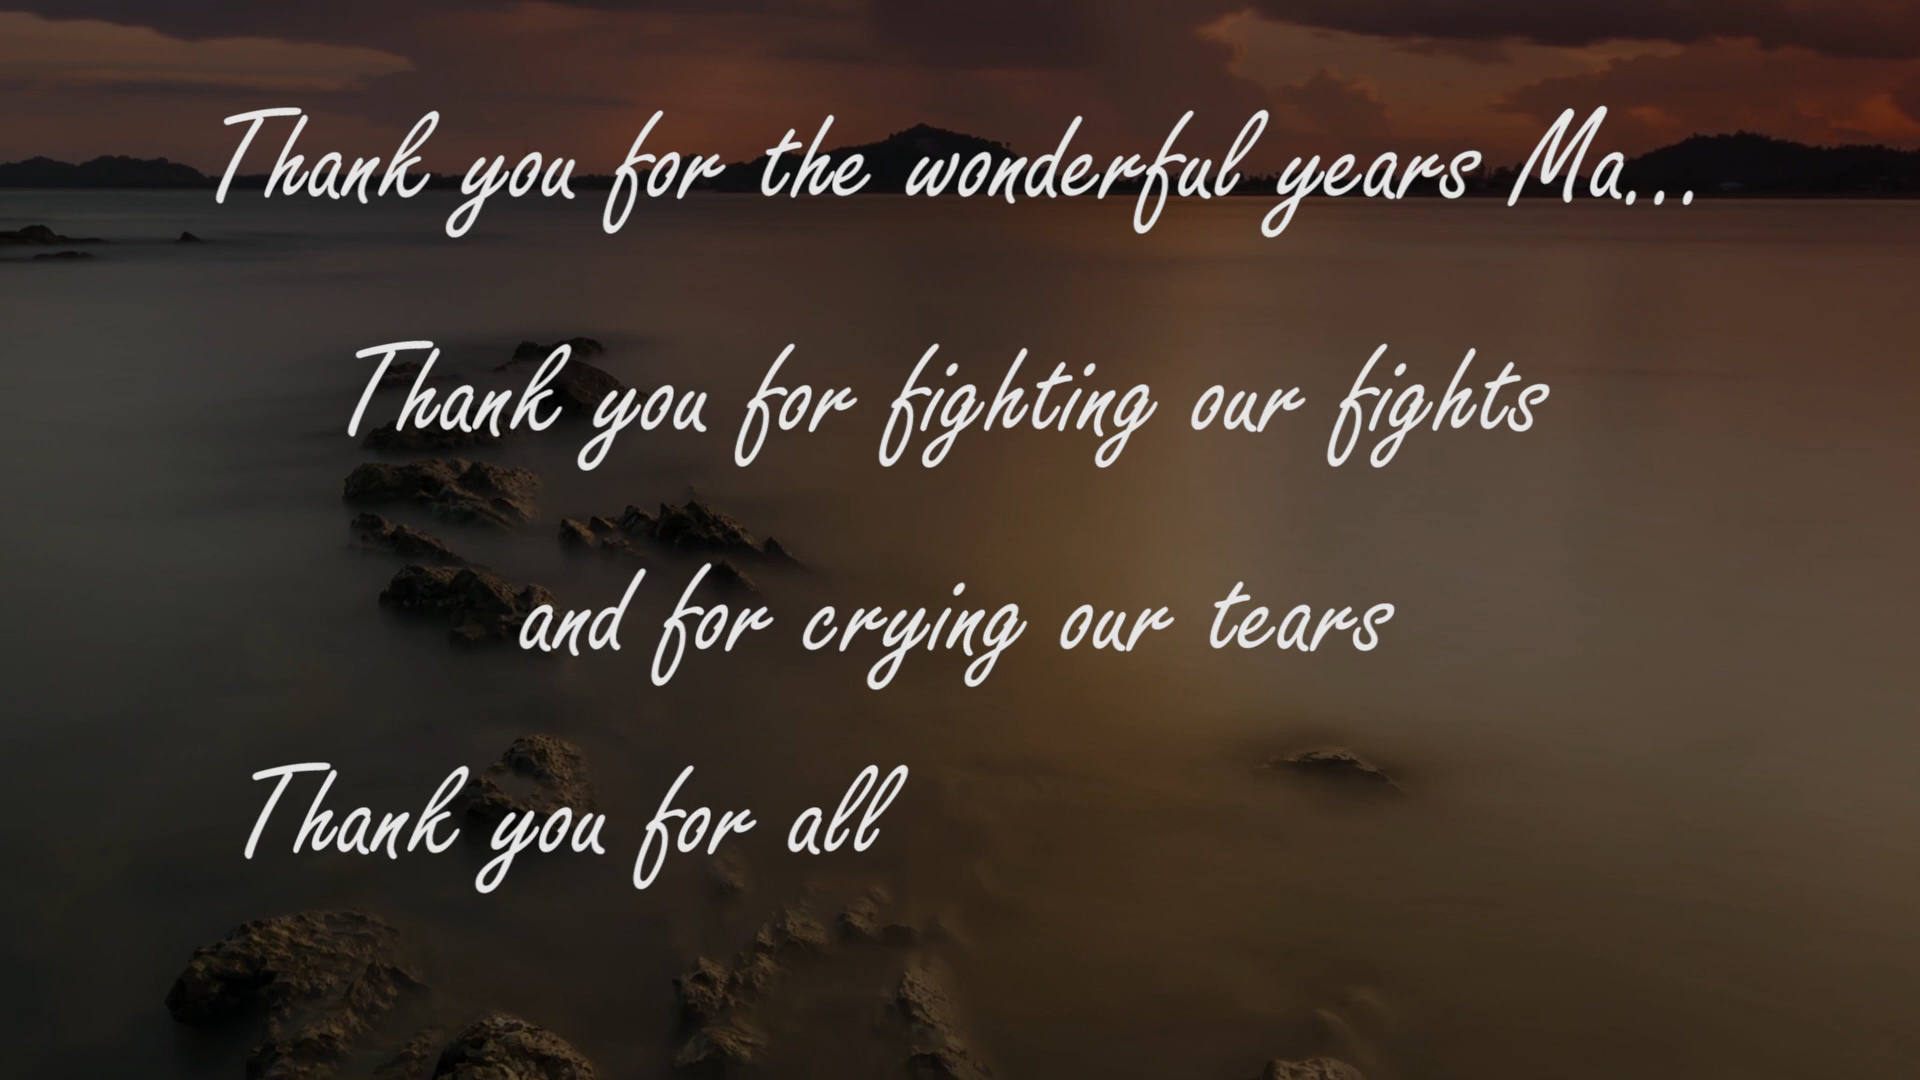 Thank you for the wonderful years Ma...
Thank you for fighting our fights
and for crying our tears
Thank you for all